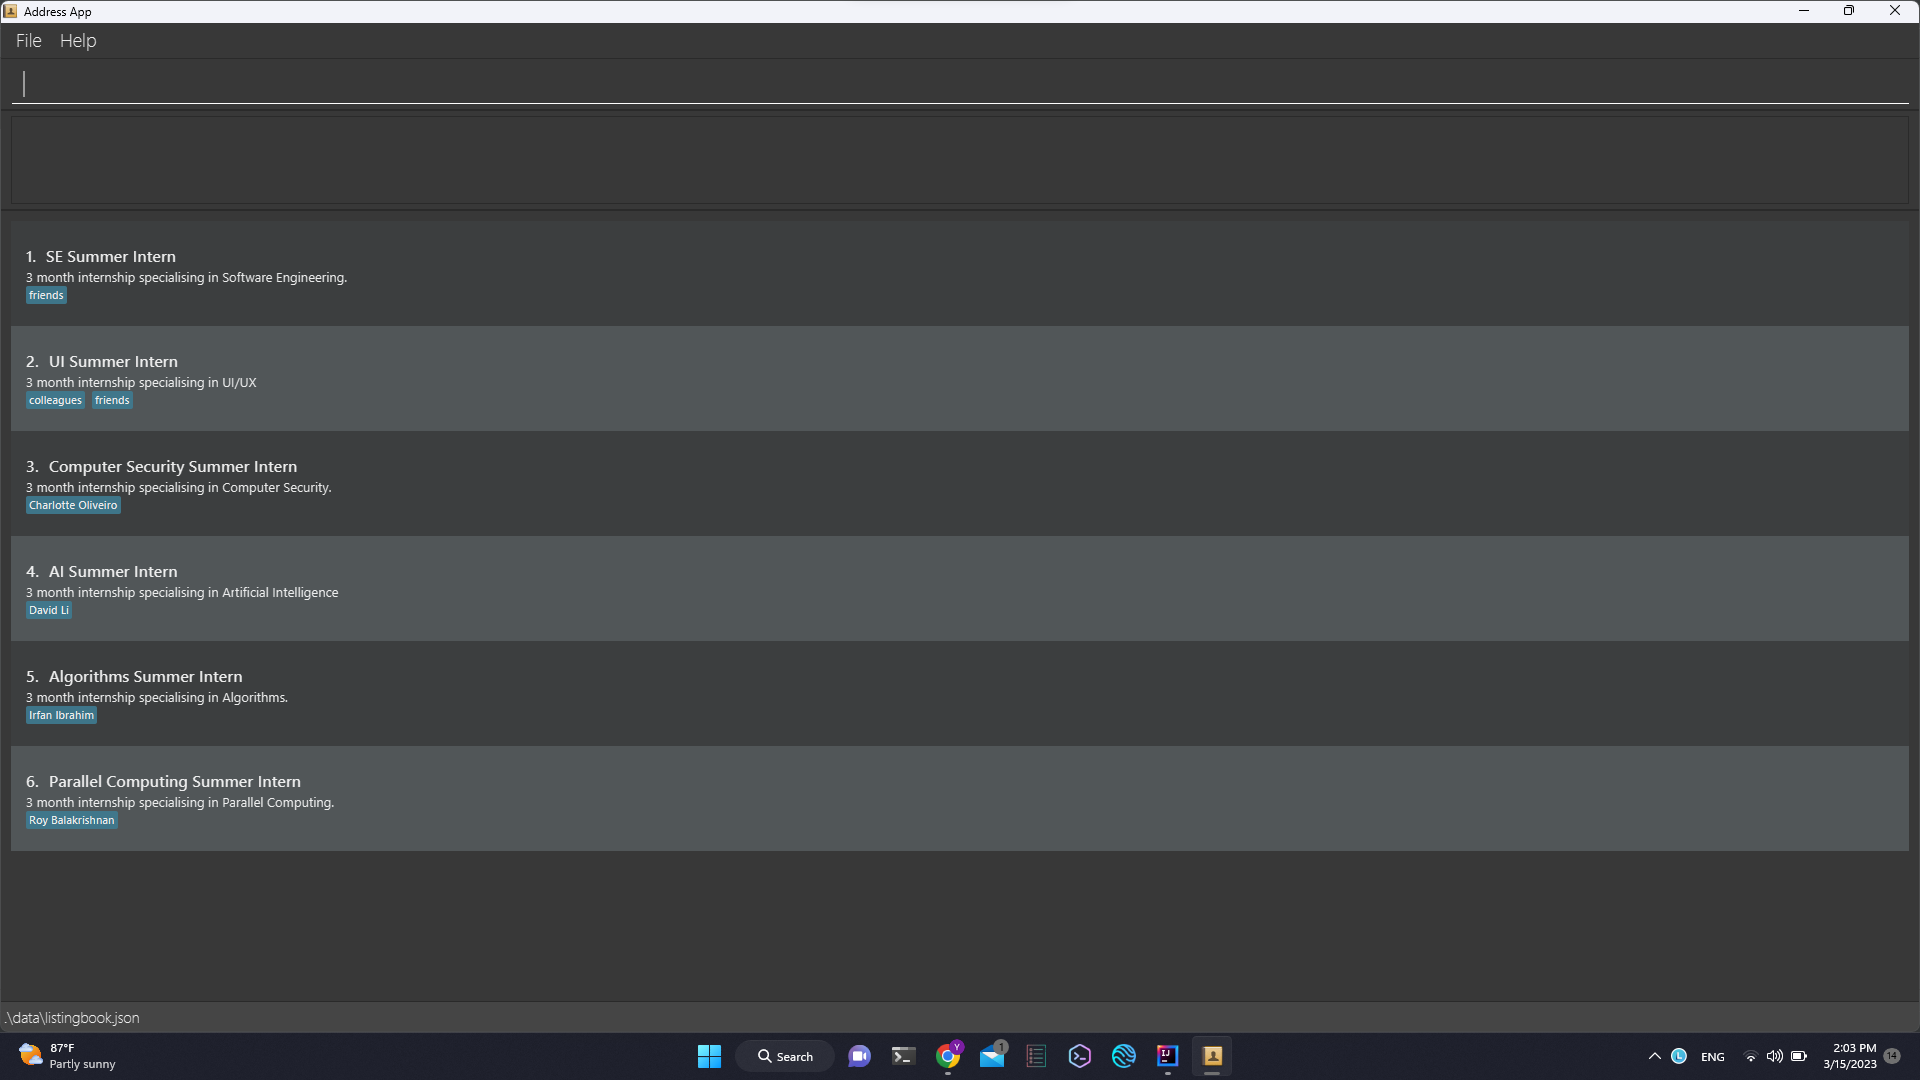 Address App
File Help
1. SE Summer Intern
3 month internship specialising in Software Engineering.
friends
2. UI Summer Intern
3 month internship specialising in UI/UX
colleagues friends
3. Computer Security Summer Intern
3 month internship specialising in Computer Security.
Charlotte Oliveiro
4. AI Summer Intern
3 month internship specialising in Artificial Intelligence
David Li
5. Algorithms Summer Intern
3 month internship specialising in Algorithms.
Irfan Ibrahim
6. Parallel Computing Summer Intern
3 month internship specialising in Parallel Computing.
Roy Balakrishnan
.\data\listingbook.json
87°F
Partly sunny
Search
Y
1
IJ
L
ENG
2:03 PM
3/15/2023
14